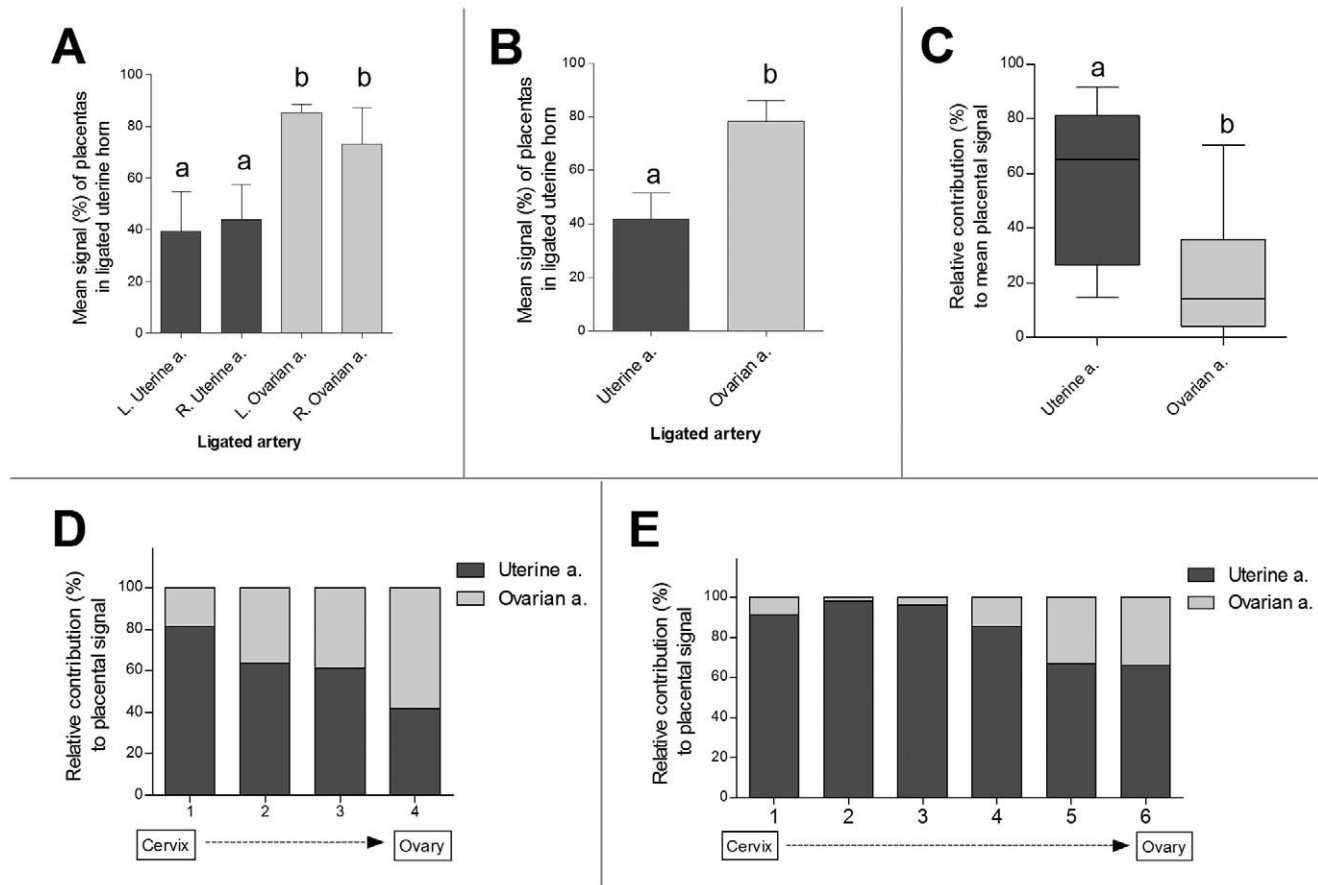 A
Mean signal (%) of placentas
in ligated uterine horn
100
80
60
40
20
0
a
a
b
b
L. Uterine a.
R. Uterine a.
L. Ovarian a.
R. Ovarian a.
Ligated artery
B
Mean signal (%) of placentas
in ligated uterine horn
100
80
60
40
20
0
a
b
Uterine a.
Ovarian a.
Ligated artery
C
Relative contribution (%)
to mean placental signal
100
80
60
40
20
0
a
b
Uterine a.
Ovarian a.
D
Relative contribution (%)
to placental signal
100
80
60
40
20
0
Uterine a.
Ovarian a.
1 2 3 4
Cervix Ovary
E
Relative contribution (%)
to placental signal
100
80
60
40
20
0
Uterine a.
Ovarian a.
1 2 3 4 5 6
Cervix Ovary